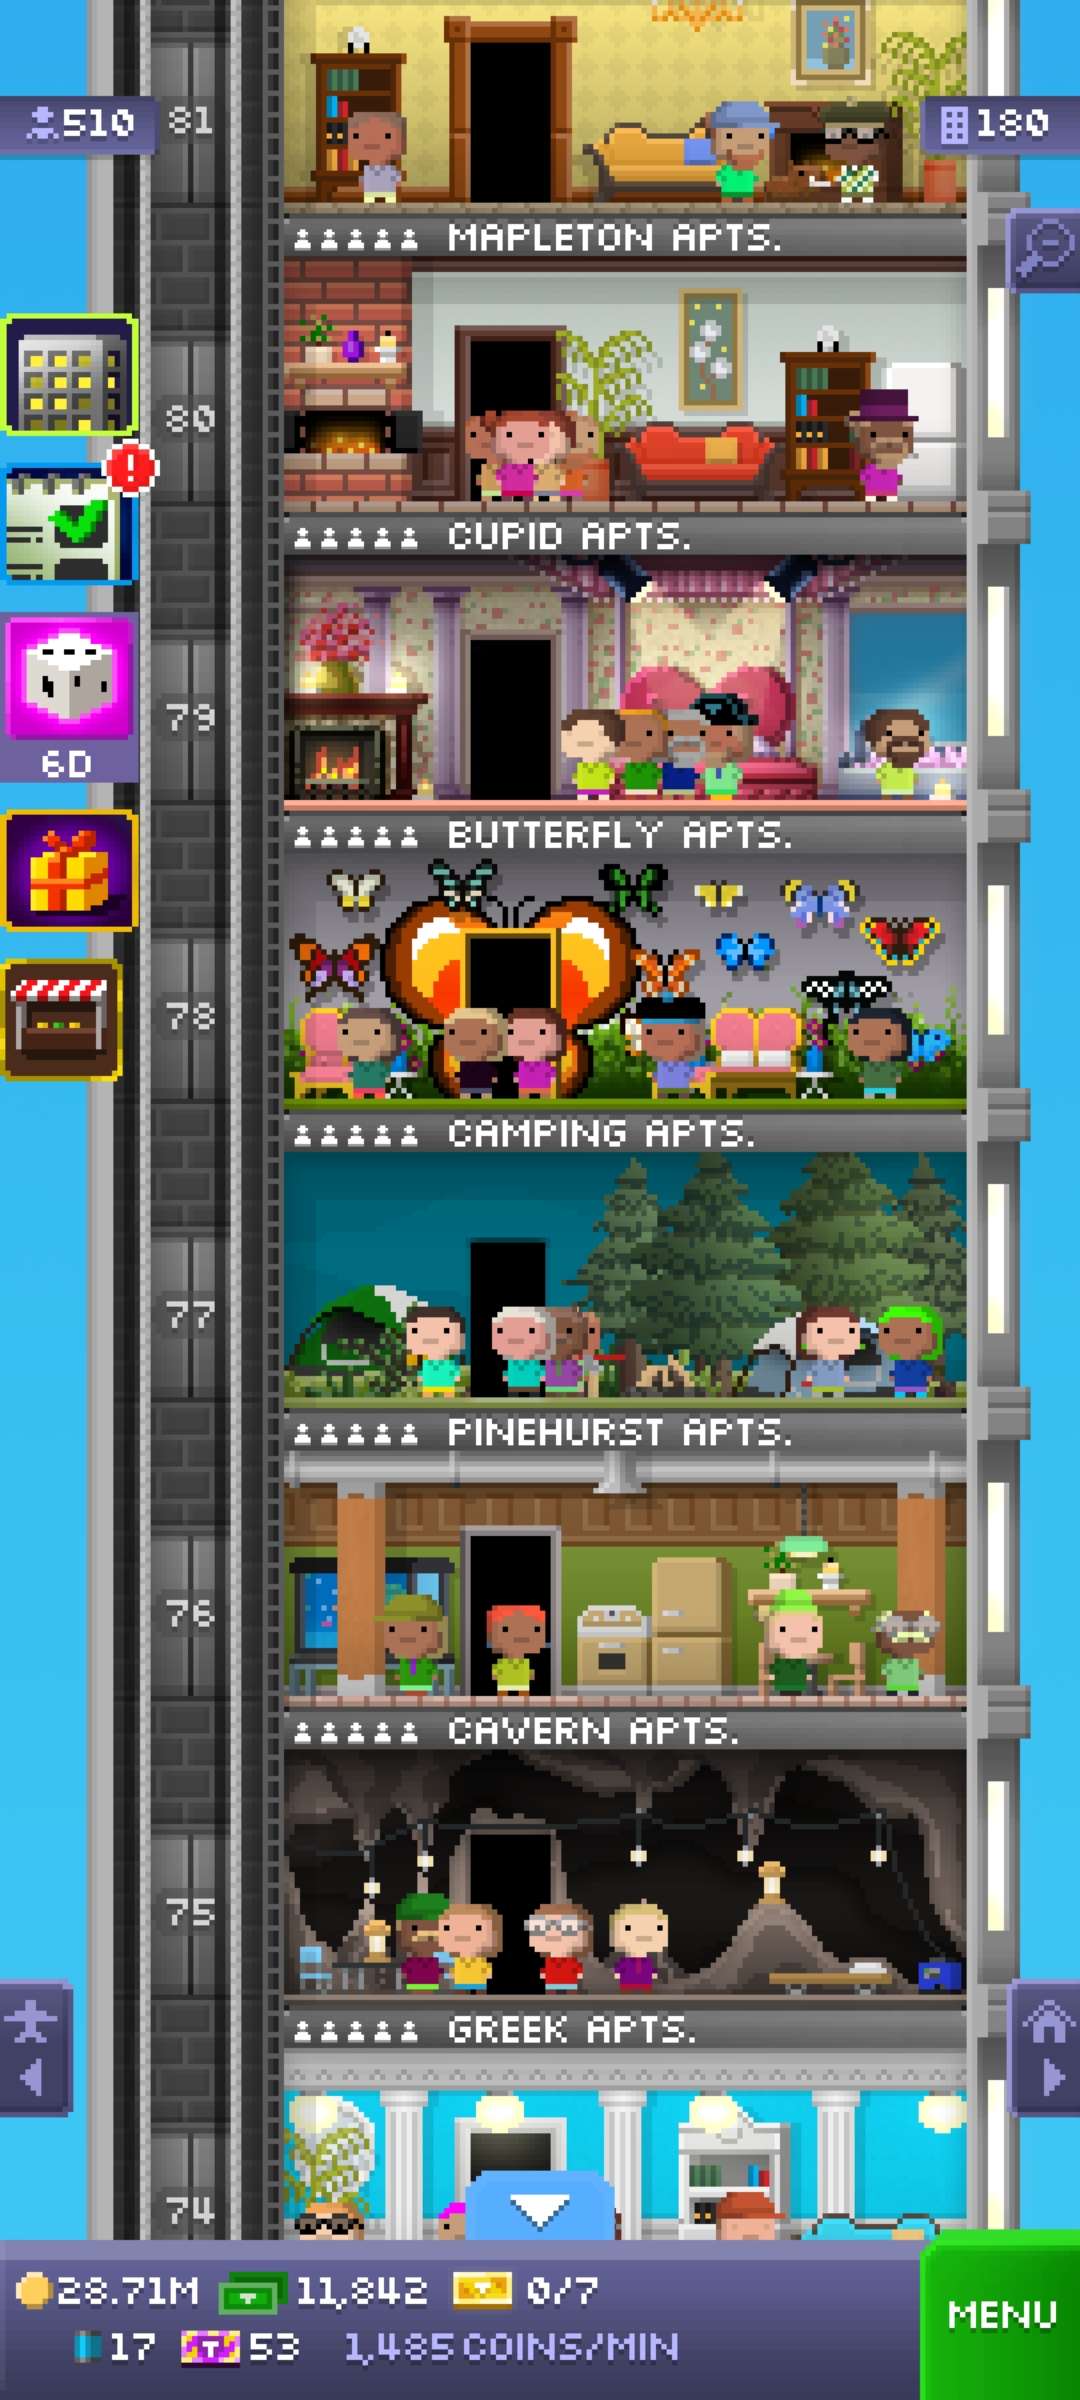 510
81
180
MAPLETON APTS.
80
CUPID APTS.
79
6D
BUTTERFLY APTS.
78
CAMPING APTS.
77
PINEHURST APTS.
76
CAVERN APTS.
75
GREEK APTS.
74
28.71M 11,842 0/7
17 T 53 1,485 COINS/MIN
MENU